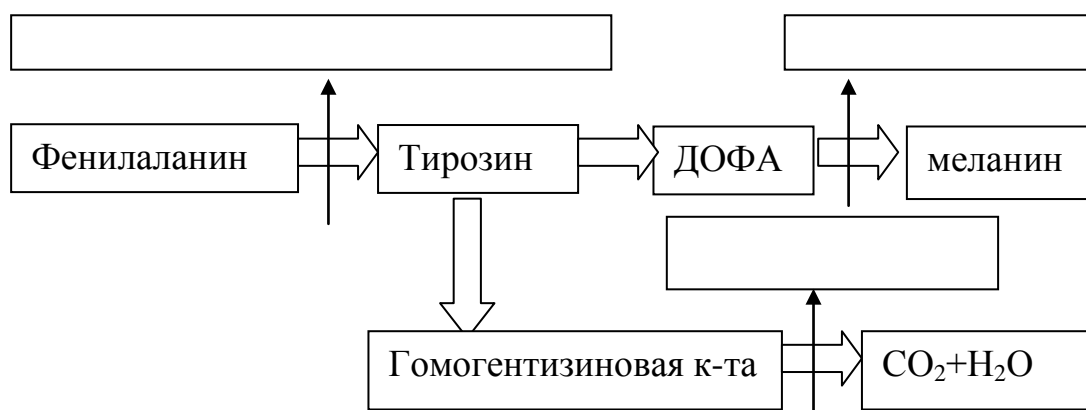 Фенилаланин
Тирозин
ДОФА
меланин
Гомогентизиновая к-та
CO₂+H₂O